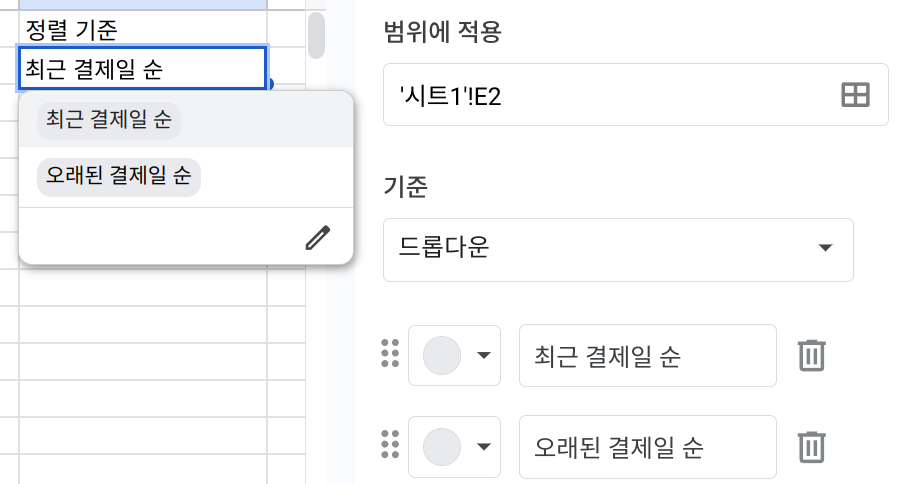 정렬 기준
최근 결제일 순
최근 결제일 순
오래된 결제일 순
범위에 적용
'시트1'!E2
기준
드롭다운
최근 결제일 순
오래된 결제일 순